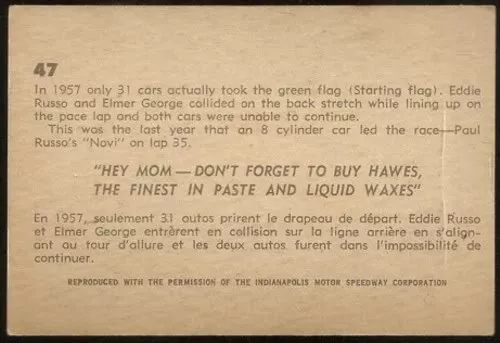 47
In 1957 only 31 cars actually took the green flag (Starting flag). Eddie
Russo and Elmer George collided on the back stretch while lining up on
the pace lap and both cars were unable to continue.
This was the last year that an 8 cylinder car led the race—Paul
Russo's "Novi" on lap 35.
"HEY MOM — DON'T FORGET TO BUY HAWES,
THE FINEST IN PASTE AND LIQUID WAXES"
En 1957, seulement 31 autos prirent le drapeau de départ. Eddie Russo
et Elmer George entrèrent en collision sur la ligne arrière en s'align-
ant au tour d'allure et les deux autos furent dans l'impossibilité de
continuer.
REPRODUCED WITH THE PERMISSION OF THE INDIANAPOLIS MOTOR SPEEDWAY CORPORATION